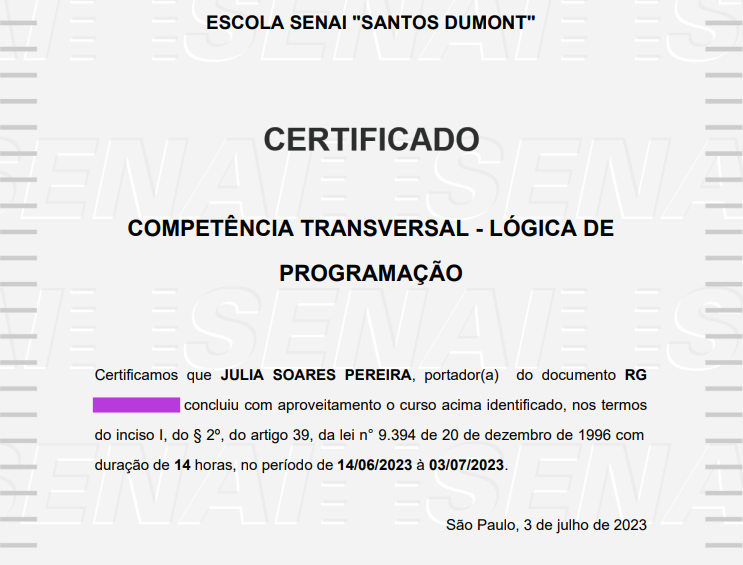 ESCOLA SENAI "SANTOS DUMONT"
CERTIFICADO
COMPETÊNCIA TRANSVERSAL - LÓGICA DE
PROGRAMAÇÃO
Certificamos que JULIA SOARES PEREIRA, portador(a) do documento RG
concluiu com aproveitamento o curso acima identificado, nos termos
do inciso I, do § 2º, do artigo 39, da lei n° 9.394 de 20 de dezembro de 1996 com
duração de 14 horas, no período de 14/06/2023 à 03/07/2023.
São Paulo, 3 de julho de 2023